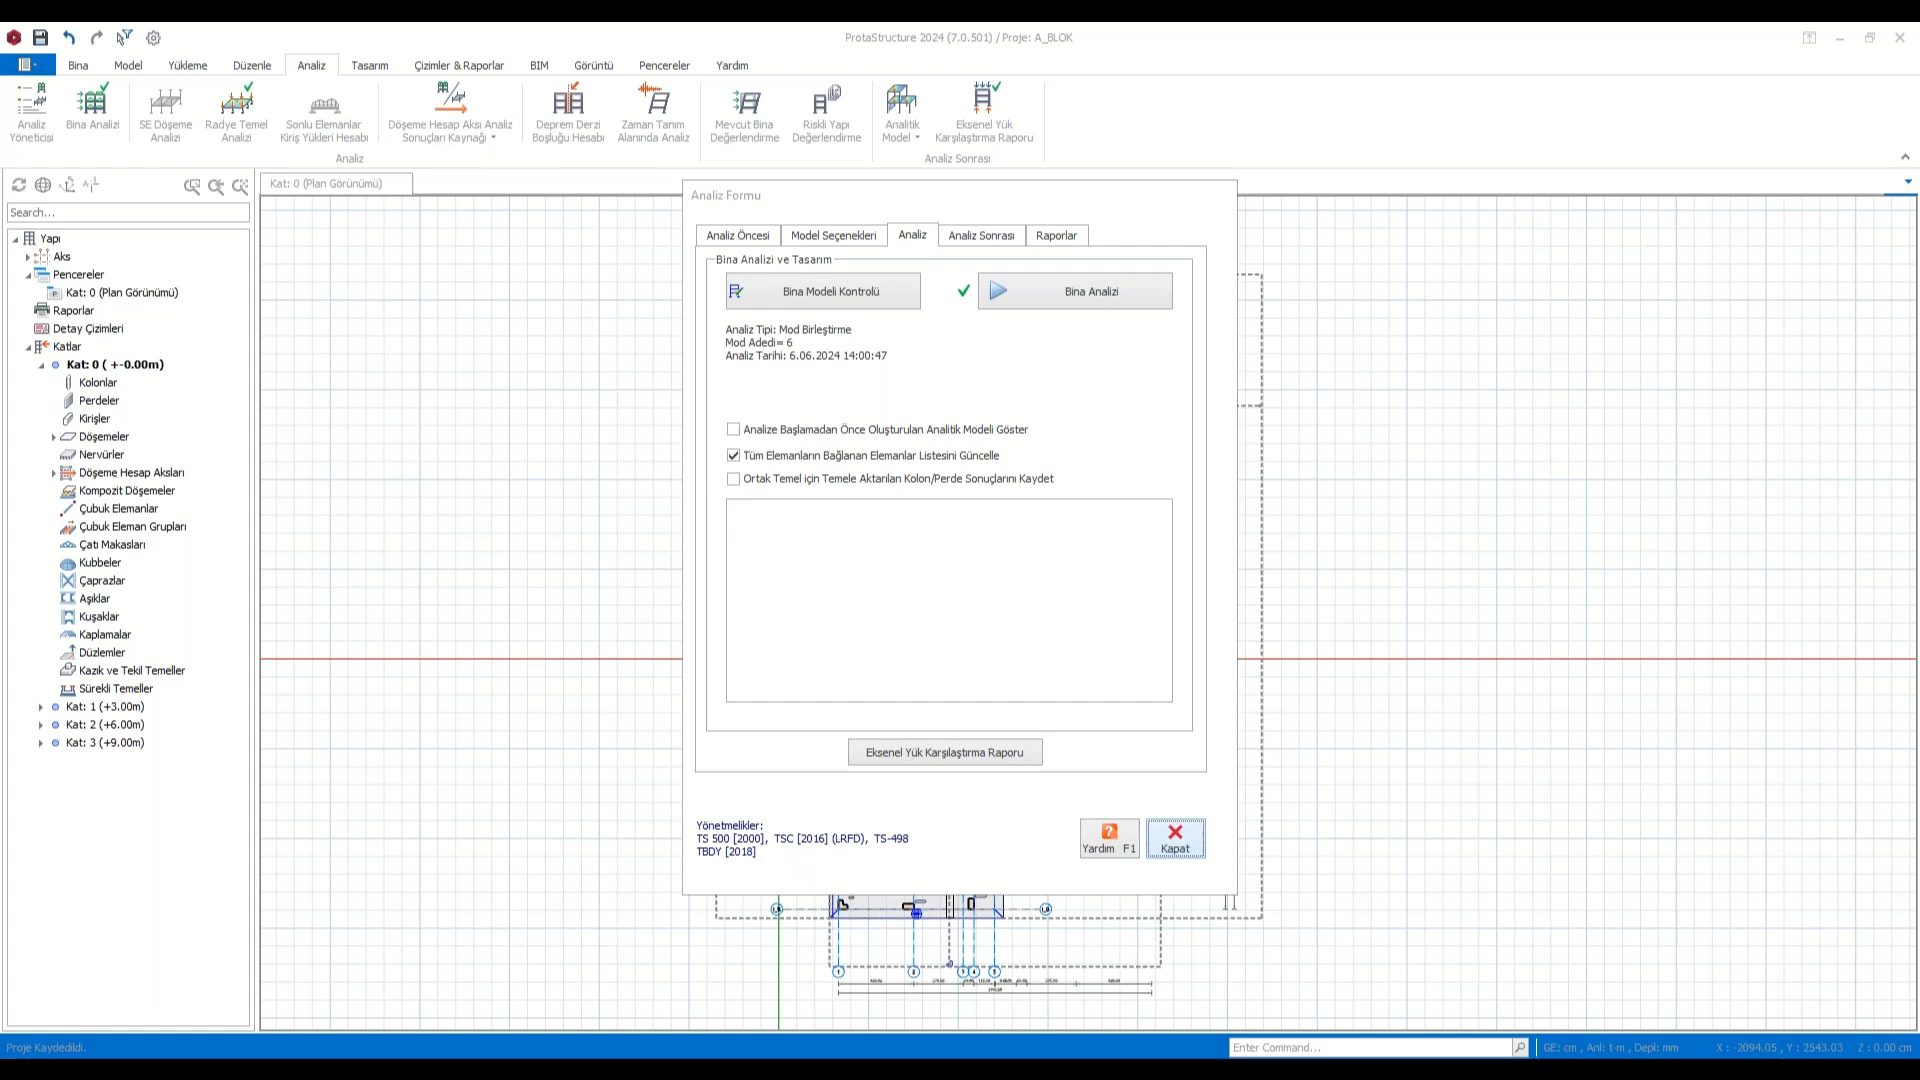 ProtaStructure 2024 (7.0.501) / Proje: A_BLOK
Bina Model Yükleme Düzenle Analiz Tasarım Çizimler & Raporlar BIM Görüntü Pencereler Yardım
Analiz Yöneticisi
Bina Analizi
SE Döşeme Analizi
Radye Temel Analizi
Sonlu Elemanlar Kiriş Yükleri Hesabı
Döşeme Hesap Aksı Analiz Sonuçları Kaynağı
Deprem Derzi Boşluğu Hesabı
Zaman Tanım Alanında Analiz
Mevcut Bina Değerlendirme
Riskli Yapı Değerlendirme
Analitik Model
Eksenel Yük Karşılaştırma Raporu
Analiz
Analiz Sonrası
Search...
Yapı
Aks
Pencereler
Kat: 0 (Plan Görünümü)
Raporlar
Detay Çizimleri
Katlar
Kat: 0 ( +-0.00m)
Kolonlar
Perdeler
Kirişler
Döşemeler
Nervürler
Döşeme Hesap Aksları
Kompozit Döşemeler
Çubuk Elemanlar
Çubuk Eleman Grupları
Çatı Makasları
Kubbeler
Çaprazlar
Aşıklar
Kuşaklar
Kaplamalar
Düzlemler
Kazık ve Tekil Temeller
Sürekli Temeller
Kat: 1 (+3.00m)
Kat: 2 (+6.00m)
Kat: 3 (+9.00m)
Kat: 0 (Plan Görünümü)
Analiz Formu
Analiz Öncesi Model Seçenekleri Analiz Analiz Sonrası Raporlar
Bina Analizi ve Tasarım
Bina Modeli Kontrolü
Bina Analizi
Analiz Tipi: Mod Birleştirme
Mod Adedi= 6
Analiz Tarihi: 6.06.2024 14:00:47
Analize Başlamadan Önce Oluşturulan Analitik Modeli Göster
Tüm Elemanların Bağlanan Elemanlar Listesini Güncelle
Ortak Temel için Temele Aktarılan Kolon/Perde Sonuçlarını Kaydet
Eksenel Yük Karşılaştırma Raporu
Yönetmelikler:
TS 500 [2000], TSC [2016] (LRFD), TS-498
TBDY [2018]
Yardım F1
Kapat
1 2 3 4 5
Proje Kaydedildi.
Enter Command...
GE: cm , Anl: t-m , Depl: mm
X : -2094.05 , Y : 2543.03 Z : 0.00 cm